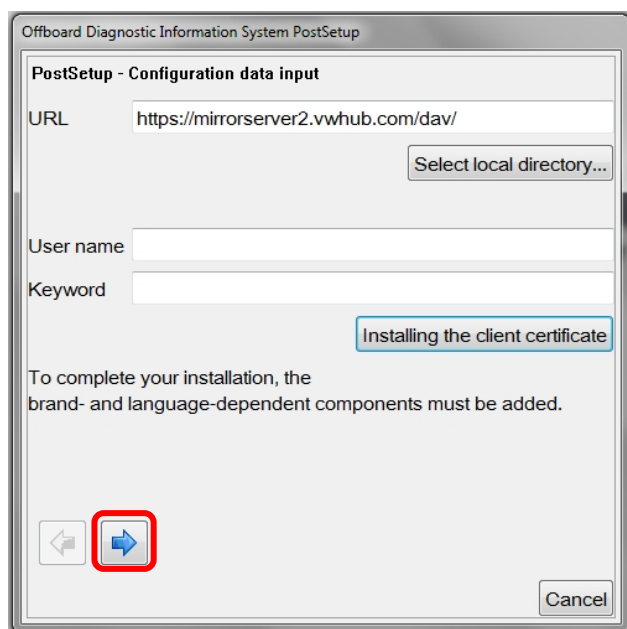 Offboard Diagnostic Information System PostSetup
PostSetup - Configuration data input
URL https://mirrorserver2.vwhub.com/dav/
Select local directory...
User name
Keyword
Installing the client certificate
To complete your installation, the
brand- and language-dependent components must be added.
Cancel